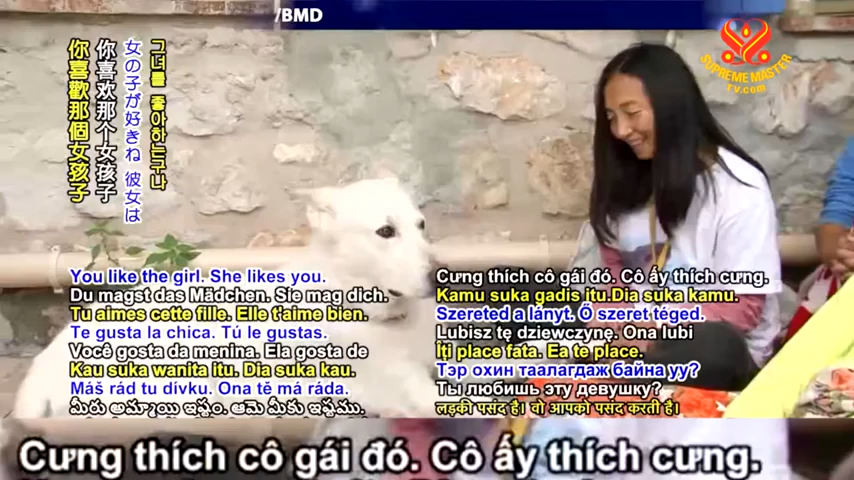 /BMD
SUPREME MASTER
TV.com
그녀를 좋아하는구나
女の子が好きね 彼女は
你喜欢那个女孩子
你喜歡那個女孩子
You like the girl. She likes you.
Du magst das Mädchen. Sie mag dich.
Tu aimes cette fille. Elle t'aime bien.
Te gusta la chica. Tú le gustas.
Você gosta da menina. Ela gosta de
Kau suka wanita itu. Dia suka kau.
Máš rád tu dívku. Ona tě má ráda.
మీరు అమ్మాయి ఇష్టం. ఆమె మీకు ఇష్టము.
Cưng thích cô gái đó. Cô ấy thích cưng.
Kamu suka gadis itu.Dia suka kamu.
Szereted a lányt. Ő szeret téged.
Lubisz tę dziewczynę. Ona lubi
Îţi place fata. Ea te place.
Тэр охин таалагдаж байна уу?
Ты любишь эту девушку?
लड़की पसंद है। वो आपको पसंद करती है।
Cưng thích cô gái đó. Cô ấy thích cưng.